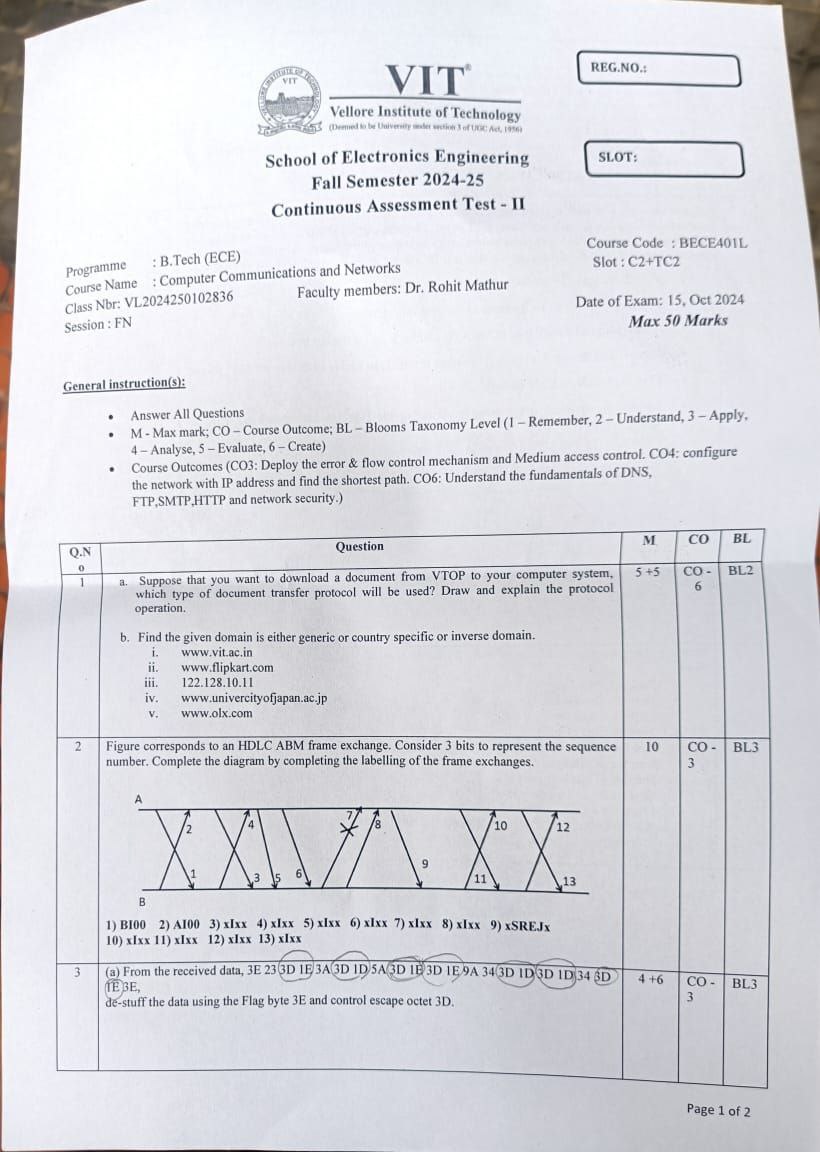 VIT®
Vellore Institute of Technology
(Deemed to be University under section 3 of UGC Act, 1956)
REG.NO.:
School of Electronics Engineering
Fall Semester 2024-25
Continuous Assessment Test - II
SLOT:
Programme : B.Tech (ECE)
Course Name : Computer Communications and Networks
Class Nbr: VL2024250102836
Faculty members: Dr. Rohit Mathur
Session : FN
Course Code : BECE401L
Slot : C2+TC2
Date of Exam: 15, Oct 2024
Max 50 Marks
General instruction(s):
• Answer All Questions
• M - Max mark; CO – Course Outcome; BL – Blooms Taxonomy Level (1 – Remember, 2 – Understand, 3 – Apply,
4 – Analyse, 5 – Evaluate, 6 – Create)
• Course Outcomes (CO3: Deploy the error & flow control mechanism and Medium access control. CO4: configure
the network with IP address and find the shortest path. CO6: Understand the fundamentals of DNS,
FTP,SMTP,HTTP and network security.)
Q.N
o
Question
M
CO
BL
1
a. Suppose that you want to download a document from VTOP to your computer system,
which type of document transfer protocol will be used? Draw and explain the protocol
operation.
5 +5
CO -
6
BL2
b. Find the given domain is either generic or country specific or inverse domain.
i. www.vit.ac.in
ii. www.flipkart.com
iii. 122.128.10.11
iv. www.univercityofjapan.ac.jp
v. www.olx.com
2
Figure corresponds to an HDLC ABM frame exchange. Consider 3 bits to represent the sequence
number. Complete the diagram by completing the labelling of the frame exchanges.
10
CO -
3
BL3
A
2
4
7
8
10
12
1
3
5
6
9
11
13
B
1) BI00 2) AI00 3) xIxx 4) xIxx 5) xIxx 6) xIxx 7) xIxx 8) xIxx 9) xSREJx
10) xIxx 11) xIxx 12) xIxx 13) xIxx
3
(a) From the received data, 3E 23 3D 1E 3A 3D 1D 5A 3D 1E 3D 1E 9A 34 3D 1D 3D 1D 34 3D
1E 3E,
de-stuff the data using the Flag byte 3E and control escape octet 3D.
4 +6
CO -
3
BL3
Page 1 of 2